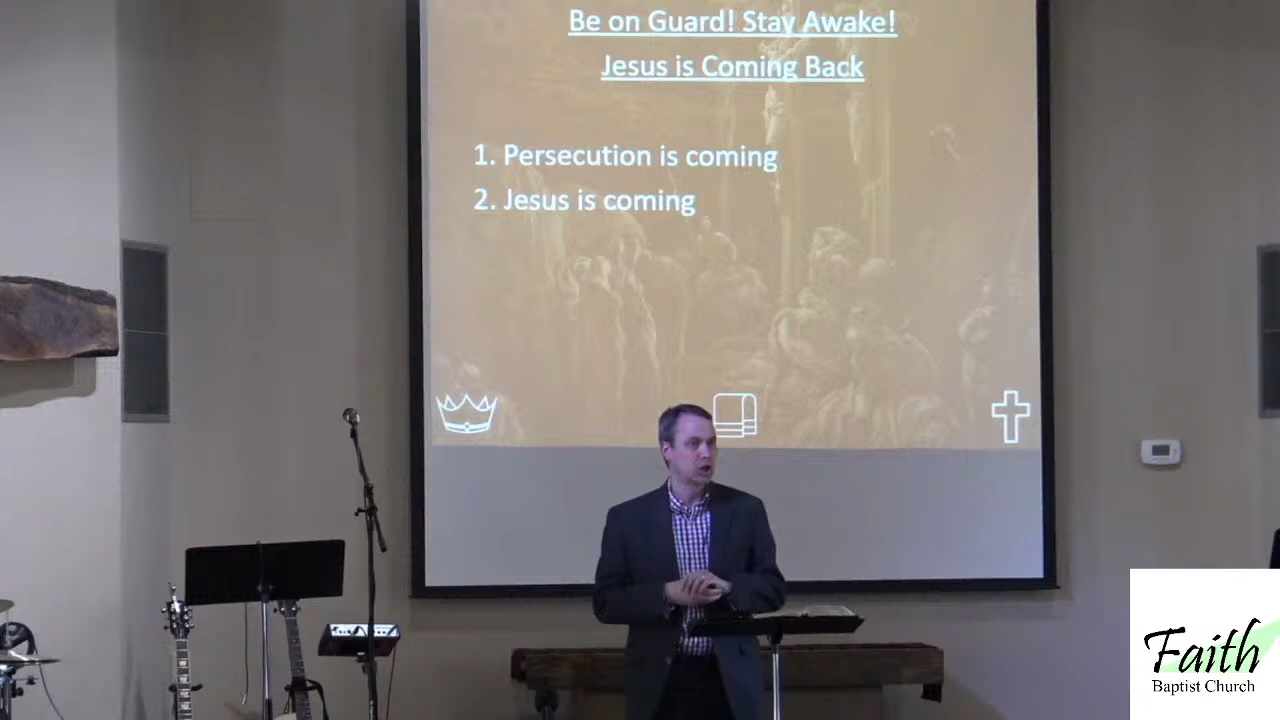 Be on Guard! Stay Awake!
Jesus is Coming Back
1. Persecution is coming
2. Jesus is coming
Faith
Baptist Church